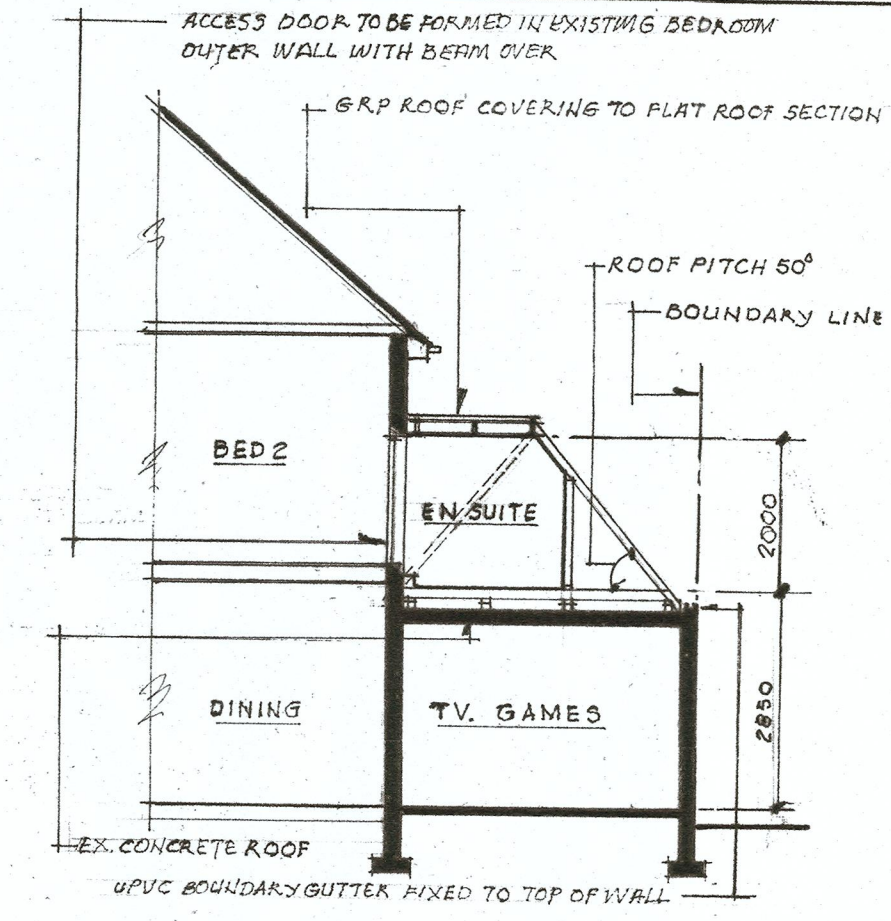 ACCESS DOOR TO BE FORMED IN EXISTING BEDROOM
OUTER WALL WITH BEAM OVER
GRP ROOF COVERING TO FLAT ROOF SECTION
ROOF PITCH 50°
BOUNDARY LINE
BED 2
EN SUITE
2000
DINING
TV. GAMES
2850
EX. CONCRETE ROOF
UPVC BOUNDARY GUTTER FIXED TO TOP OF WALL